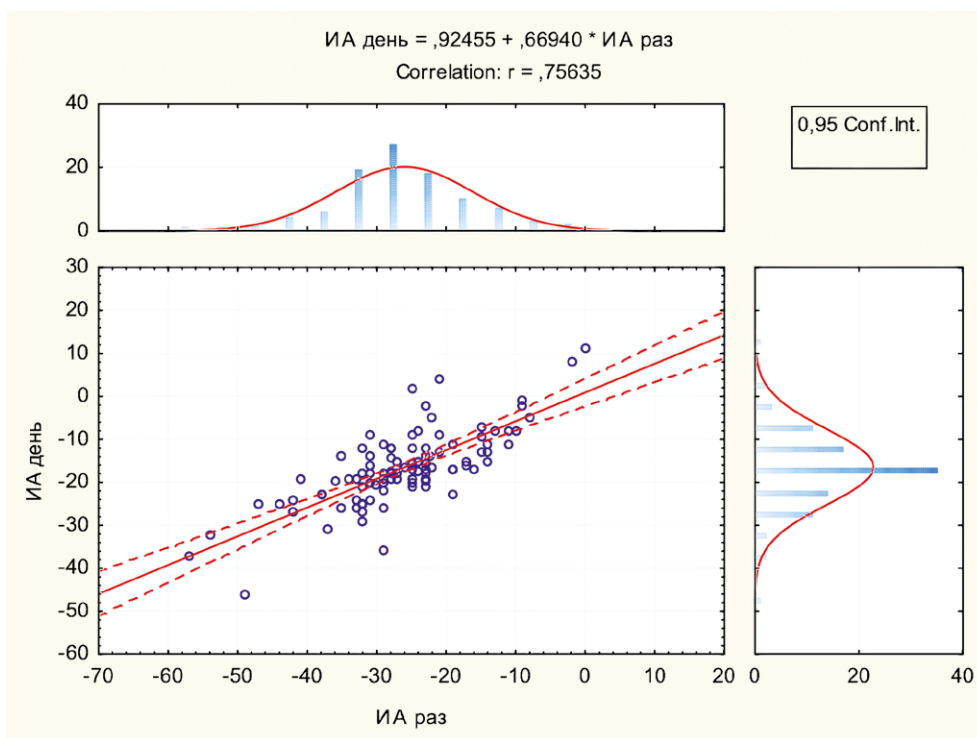 ИА день = ,92455 + ,66940 * ИА раз
Correlation: r = ,75635
40
20
0
0,95 Conf.Int.
30
20
10
0
-10
-20
-30
-40
-50
-60
ИА день
-70 -60 -50 -40 -30 -20 -10 0 10 20
0 20 40
ИА раз